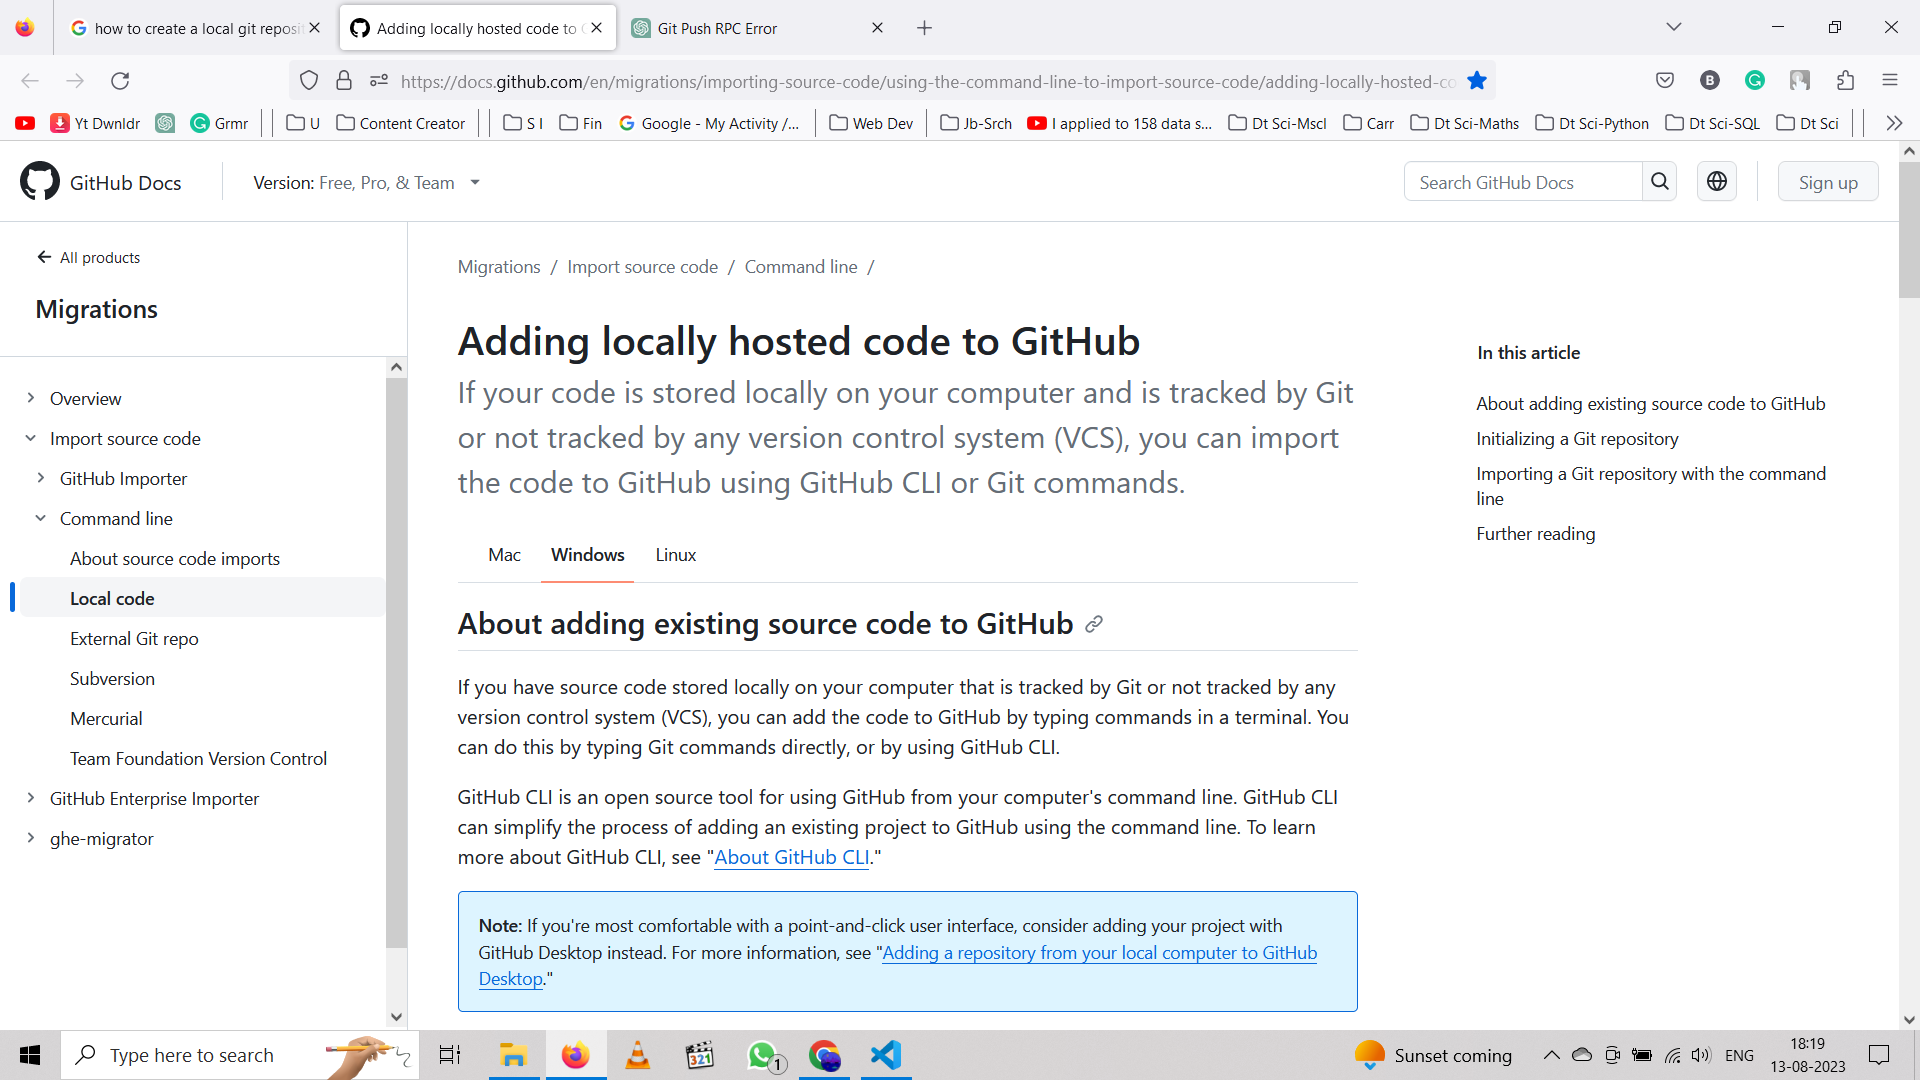 how to create a local git reposit
Adding locally hosted code to
Git Push RPC Error
https://docs.github.com/en/migrations/importing-source-code/using-the-command-line-to-import-source-code/adding-locally-hosted-co
B
Yt Dwnldr
Grmr
U
Content Creator
S I
Fin
Google - My Activity /...
Web Dev
Jb-Srch
I applied to 158 data s...
Dt Sci-Mscl
Carr
Dt Sci-Maths
Dt Sci-Python
Dt Sci-SQL
Dt Sci
GitHub Docs
Version: Free, Pro, & Team
Search GitHub Docs
Sign up
All products
Migrations
Overview
Import source code
GitHub Importer
Command line
About source code imports
Local code
External Git repo
Subversion
Mercurial
Team Foundation Version Control
GitHub Enterprise Importer
ghe-migrator
Migrations / Import source code / Command line /
Adding locally hosted code to GitHub
If your code is stored locally on your computer and is tracked by Git
or not tracked by any version control system (VCS), you can import
the code to GitHub using GitHub CLI or Git commands.
Mac Windows Linux
About adding existing source code to GitHub
If you have source code stored locally on your computer that is tracked by Git or not tracked by any
version control system (VCS), you can add the code to GitHub by typing commands in a terminal. You
can do this by typing Git commands directly, or by using GitHub CLI.
GitHub CLI is an open source tool for using GitHub from your computer's command line. GitHub CLI
can simplify the process of adding an existing project to GitHub using the command line. To learn
more about GitHub CLI, see "About GitHub CLI."
Note: If you're most comfortable with a point-and-click user interface, consider adding your project with
GitHub Desktop instead. For more information, see "Adding a repository from your local computer to GitHub
Desktop."
In this article
About adding existing source code to GitHub
Initializing a Git repository
Importing a Git repository with the command
line
Further reading
Type here to search
321
1
Sunset coming
ENG
18:19
13-08-2023